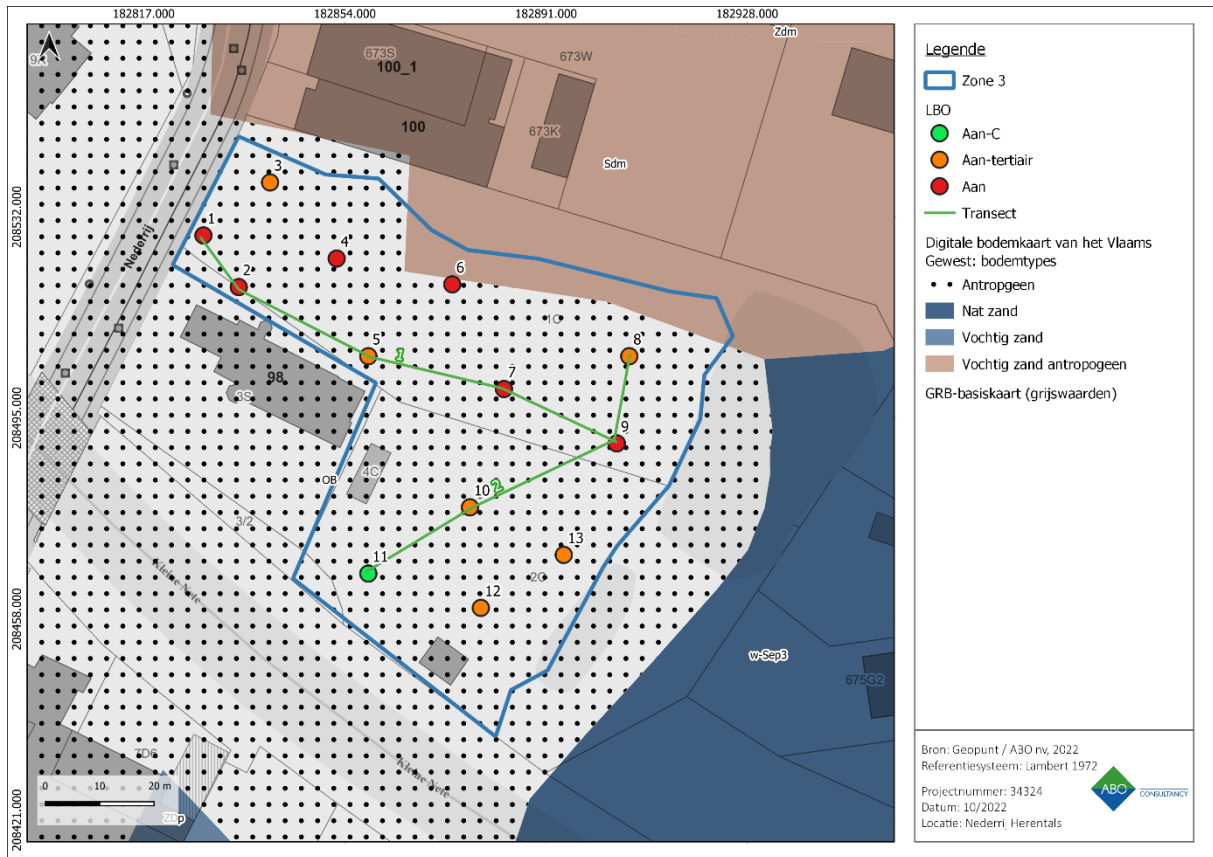 182817.000 182854.000 182891.000 182928.000
208532.000
208495.000
208458.000
208421.000
Zdm
673S
673W
100_1
100
673K
Sdm
3
1
4
2
6
Nederrij
1C
5
1
8
98
7
3S
9
4C
OB
10
2
3/2
13
11
2C
Kleine Nete
12
w-Sep3
675G2
7D6
Kleine Nete
0 10 20 m
ZDp
Legende
Zone 3
LBO
Aan-C
Aan-tertiair
Aan
Transect
Digitale bodemkaart van het Vlaams
Gewest: bodemtypes
Antropogeen
Nat zand
Vochtig zand
Vochtig zand antropogeen
GRB-basiskaart (grijswaarden)
Bron: Geopunt / ABO nv, 2022
Referentiesysteem: Lambert 1972
Projectnummer: 34324
Datum: 10/2022
Locatie: Nederrij Herentals
ABO
CONSULTANCY